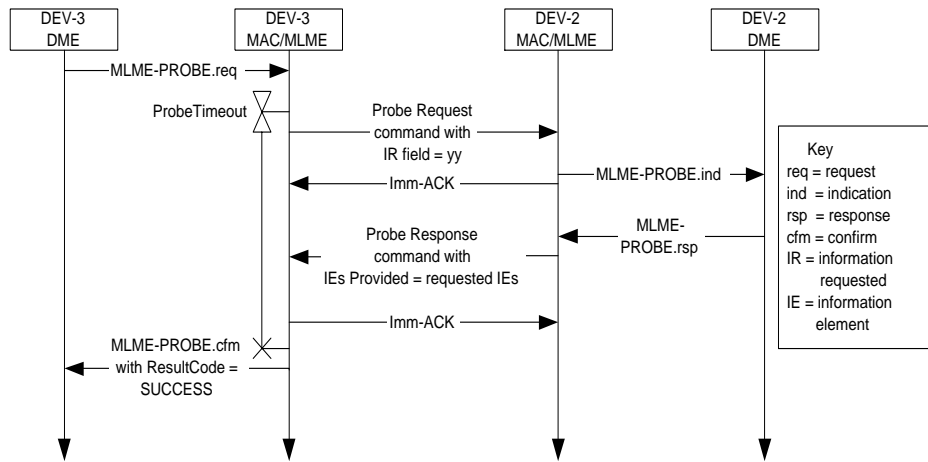 DEV-3
DME
DEV-3
MAC/MLME
DEV-2
MAC/MLME
DEV-2
DME
MLME-PROBE.req
ProbeTimeout
Probe Request
command with
IR field = yy
Imm-ACK
MLME-PROBE.ind
MLME-
PROBE.rsp
Probe Response
command with
IEs Provided = requested IEs
Imm-ACK
MLME-PROBE.cfm
with ResultCode =
SUCCESS
Key
req = request
ind = indication
rsp = response
cfm = confirm
IR = information
requested
IE = information
element